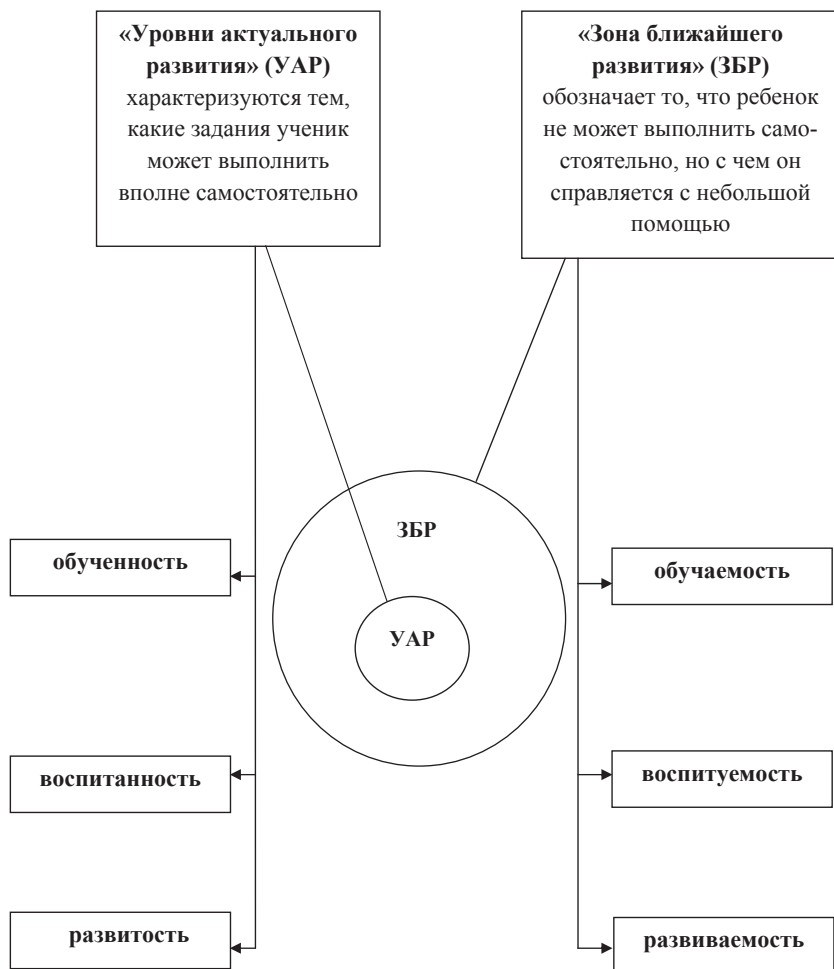 «Уровни актуального
развития» (УАР)
характеризуются тем,
какие задания ученик
может выполнить
вполне самостоятельно
«Зона ближайшего
развития» (ЗБР)
обозначает то, что ребенок
не может выполнить само-
стоятельно, но с чем он
справляется с небольшой
помощью
ЗБР
УАР
обученность
обучаемость
воспитанность
воспитуемость
развитость
развиваемость